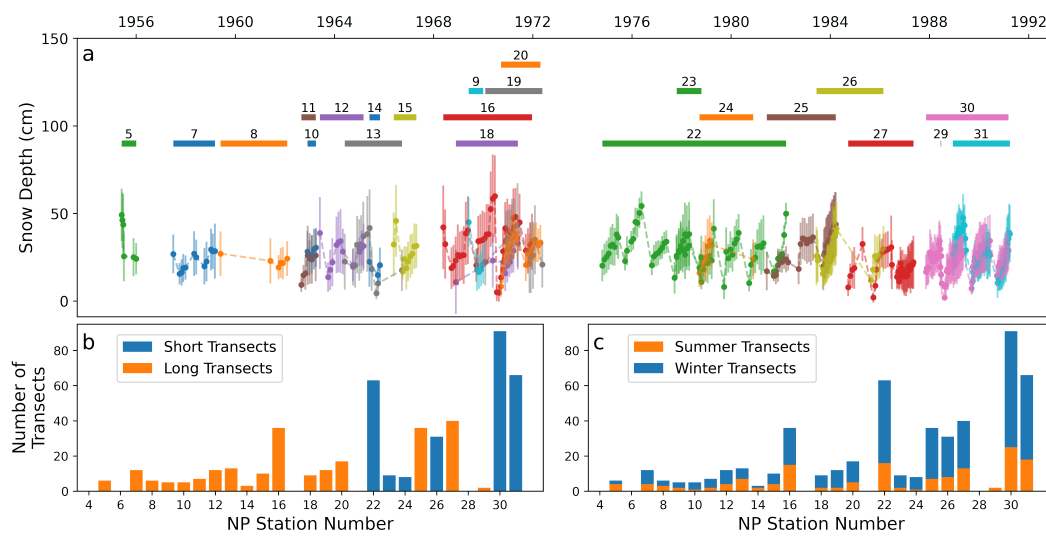 1956 1960 1964 1968 1972 1976 1980 1984 1988 1992
a
150
100
50
0
Snow Depth (cm)
20
9 19 23 26
11 12 14 15 16 24 25 30
5 7 8 10 13 18 22 27 29 31
b
Short Transects
Long Transects
80
60
40
20
0
Number of
Transects
4 6 8 10 12 14 16 18 20 22 24 26 28 30
NP Station Number
c
Summer Transects
Winter Transects
80
60
40
20
0
4 6 8 10 12 14 16 18 20 22 24 26 28 30
NP Station Number